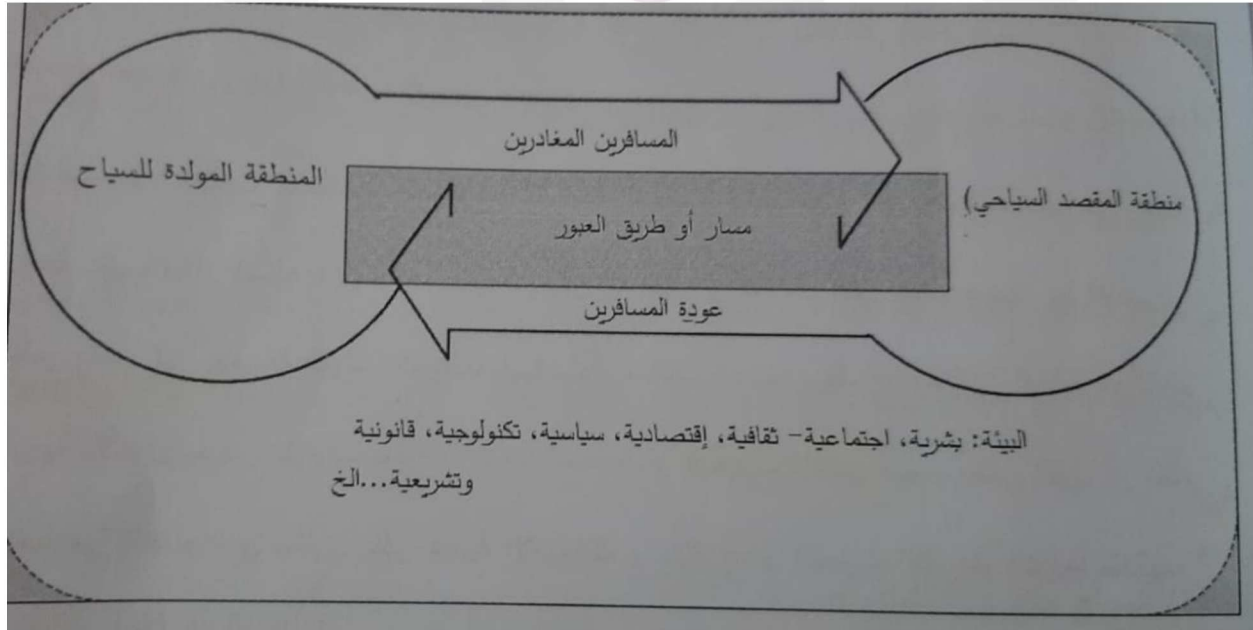 المسافرين المغادرين
المنطقة المولدة للسياح
منطقة المقصد السياحي)
مسار أو طريق العبور
عودة المسافرين
البيئة: بشرية، اجتماعية- ثقافية، إقتصادية، سياسية، تكنولوجية، قانونية
وتشريعية...الخ